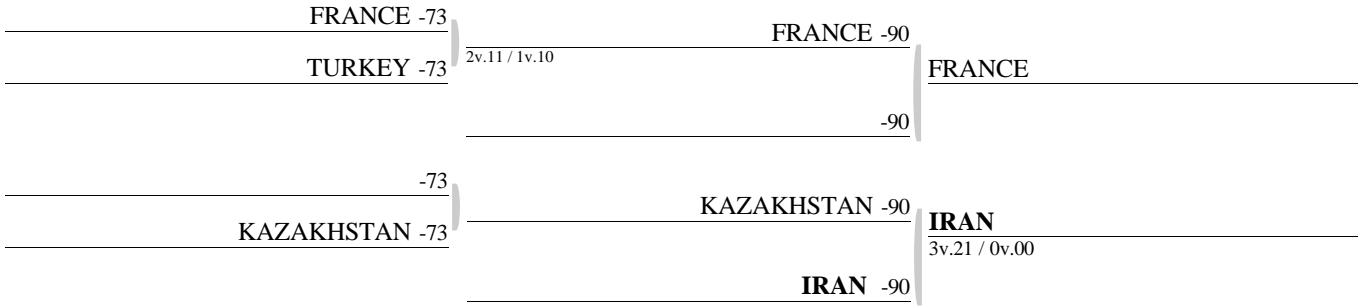 FRANCE -73
TURKEY -73
-73
KAZAKHSTAN -73
FRANCE -90
2v.11 / 1v.10
-90
KAZAKHSTAN -90
IRAN -90
FRANCE
IRAN
3v.21 / 0v.00